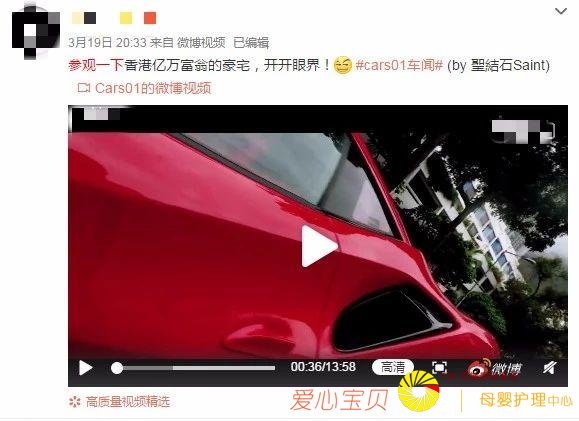 3月19日 20:33 来自 微博视频 已编辑
参观一下香港亿万富翁的豪宅，开开眼界！ #cars01车闻# (by 聖結石Saint)
Cars01的微博视频
00:36/13:58 高清 微博
高质量视频精选
爱心宝贝 母婴护理中心